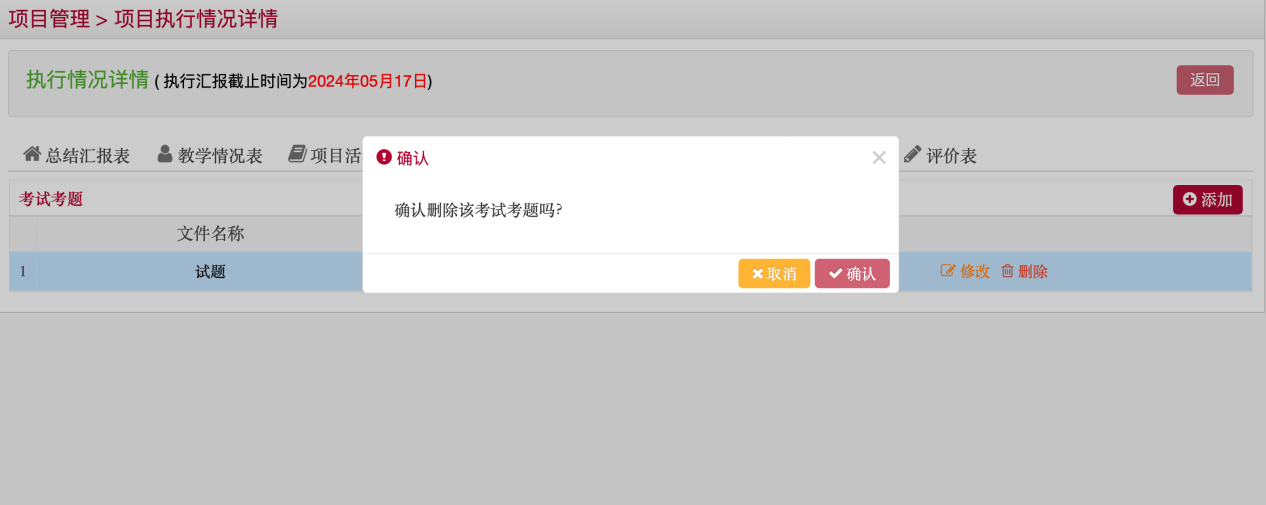 项目管理 > 项目执行情况详情
执行情况详情 ( 执行汇报截止时间为2024年05月17日)
返回
总结汇报表 教学情况表 项目活 评价表
确认
确认删除该考试考题吗?
取消 确认
考试考题
添加
文件名称
1 试题 修改 删除